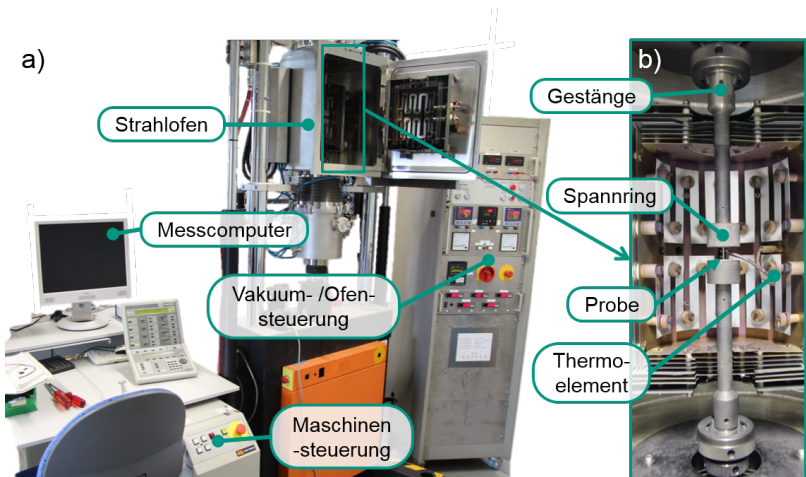 a)
b)
Gestänge
Strahlofen
Spannring
Messcomputer
Vakuum- /Ofen-
steuerung
Probe
Thermo-
element
Maschinen
-steuerung